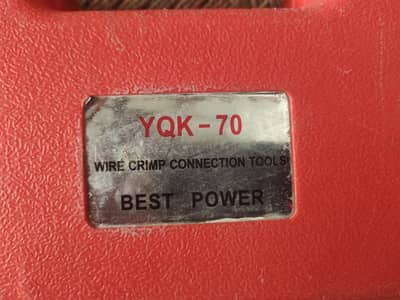 YQK-70
WIRE CRIMP CONNECTION TOOLS
BEST POWER